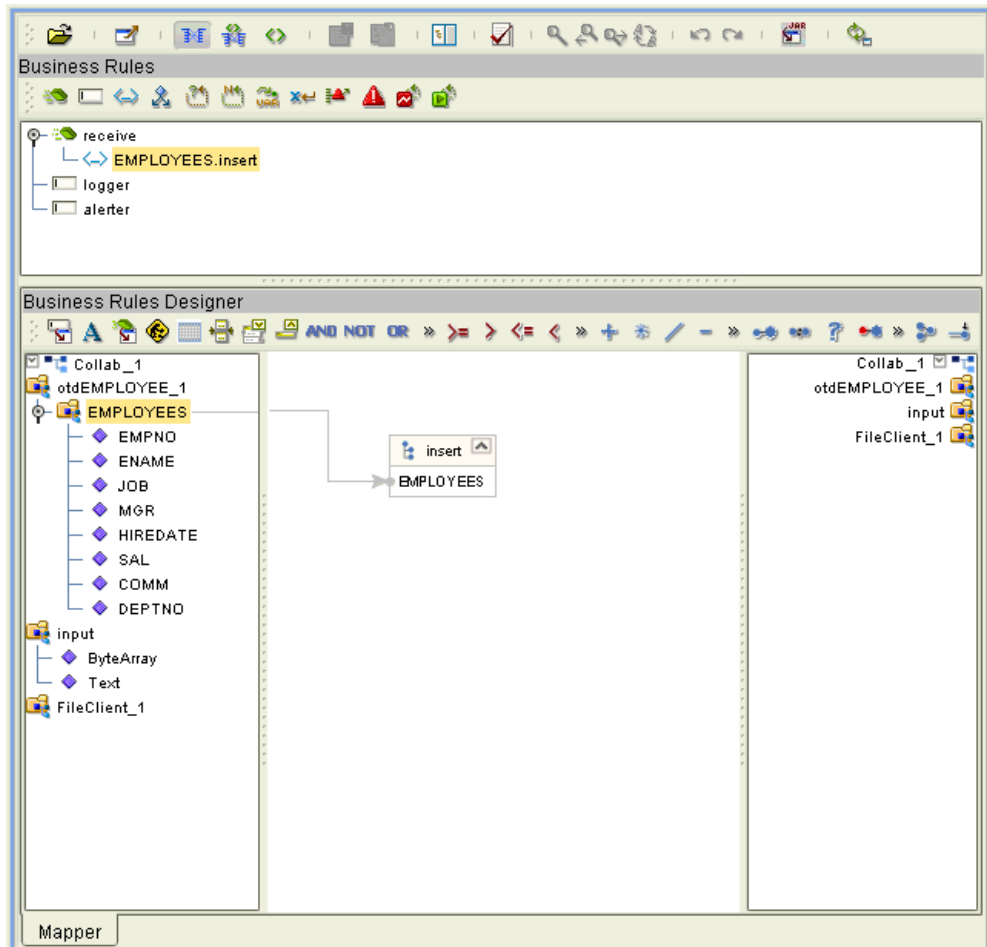 JAR
Business Rules
receive
EMPLOYEES.insert
logger
alerter
Business Rules Designer
A AND NOT OR » >= > <= < » + / - » ? » 
Collab_1
otdEMPLOYEE_1
EMPLOYEES
EMPNO
ENAME
JOB
MGR
HIREDATE
SAL
COMM
DEPTNO
input
ByteArray
Text
FileClient_1
insert
EMPLOYEES
Collab_1
otdEMPLOYEE_1
input
FileClient_1
Mapper